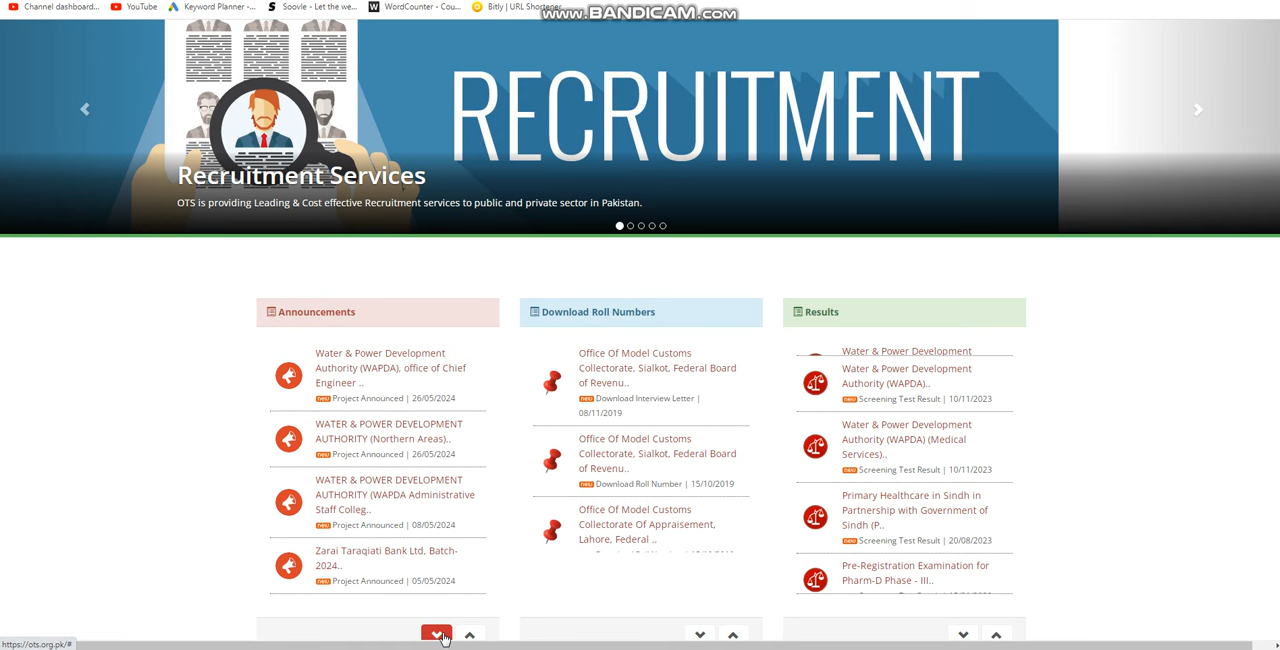 Channel dashboard... YouTube Keyword Planner -... Soovle - Let the we... WordCounter - Cou... Bitly | URL Shortener
www.BANDICAM.com
RECRUITMENT
Recruitment Services
OTS is providing Leading & Cost effective Recruitment services to public and private sector in Pakistan.
Announcements
Water & Power Development
Authority (WAPDA), office of Chief
Engineer ..
new Project Announced | 26/05/2024
WATER & POWER DEVELOPMENT
AUTHORITY (Northern Areas)..
new Project Announced | 26/05/2024
WATER & POWER DEVELOPMENT
AUTHORITY (WAPDA Administrative
Staff Colleg..
new Project Announced | 08/05/2024
Zarai Taraqiati Bank Ltd, Batch-
2024..
new Project Announced | 05/05/2024
Download Roll Numbers
Office Of Model Customs
Collectorate, Sialkot, Federal Board
of Revenu..
new Download Interview Letter |
08/11/2019
Office Of Model Customs
Collectorate, Sialkot, Federal Board
of Revenu..
new Download Roll Number | 15/10/2019
Office Of Model Customs
Collectorate Of Appraisement,
Lahore, Federal ..
Results
Water & Power Development
Water & Power Development
Authority (WAPDA)..
new Screening Test Result | 10/11/2023
Water & Power Development
Authority (WAPDA) (Medical
Services)..
new Screening Test Result | 10/11/2023
Primary Healthcare in Sindh in
Partnership with Government of
Sindh (P..
new Screening Test Result | 20/08/2023
Pre-Registration Examination for
Pharm-D Phase - III..
https://ots.org.pk/#